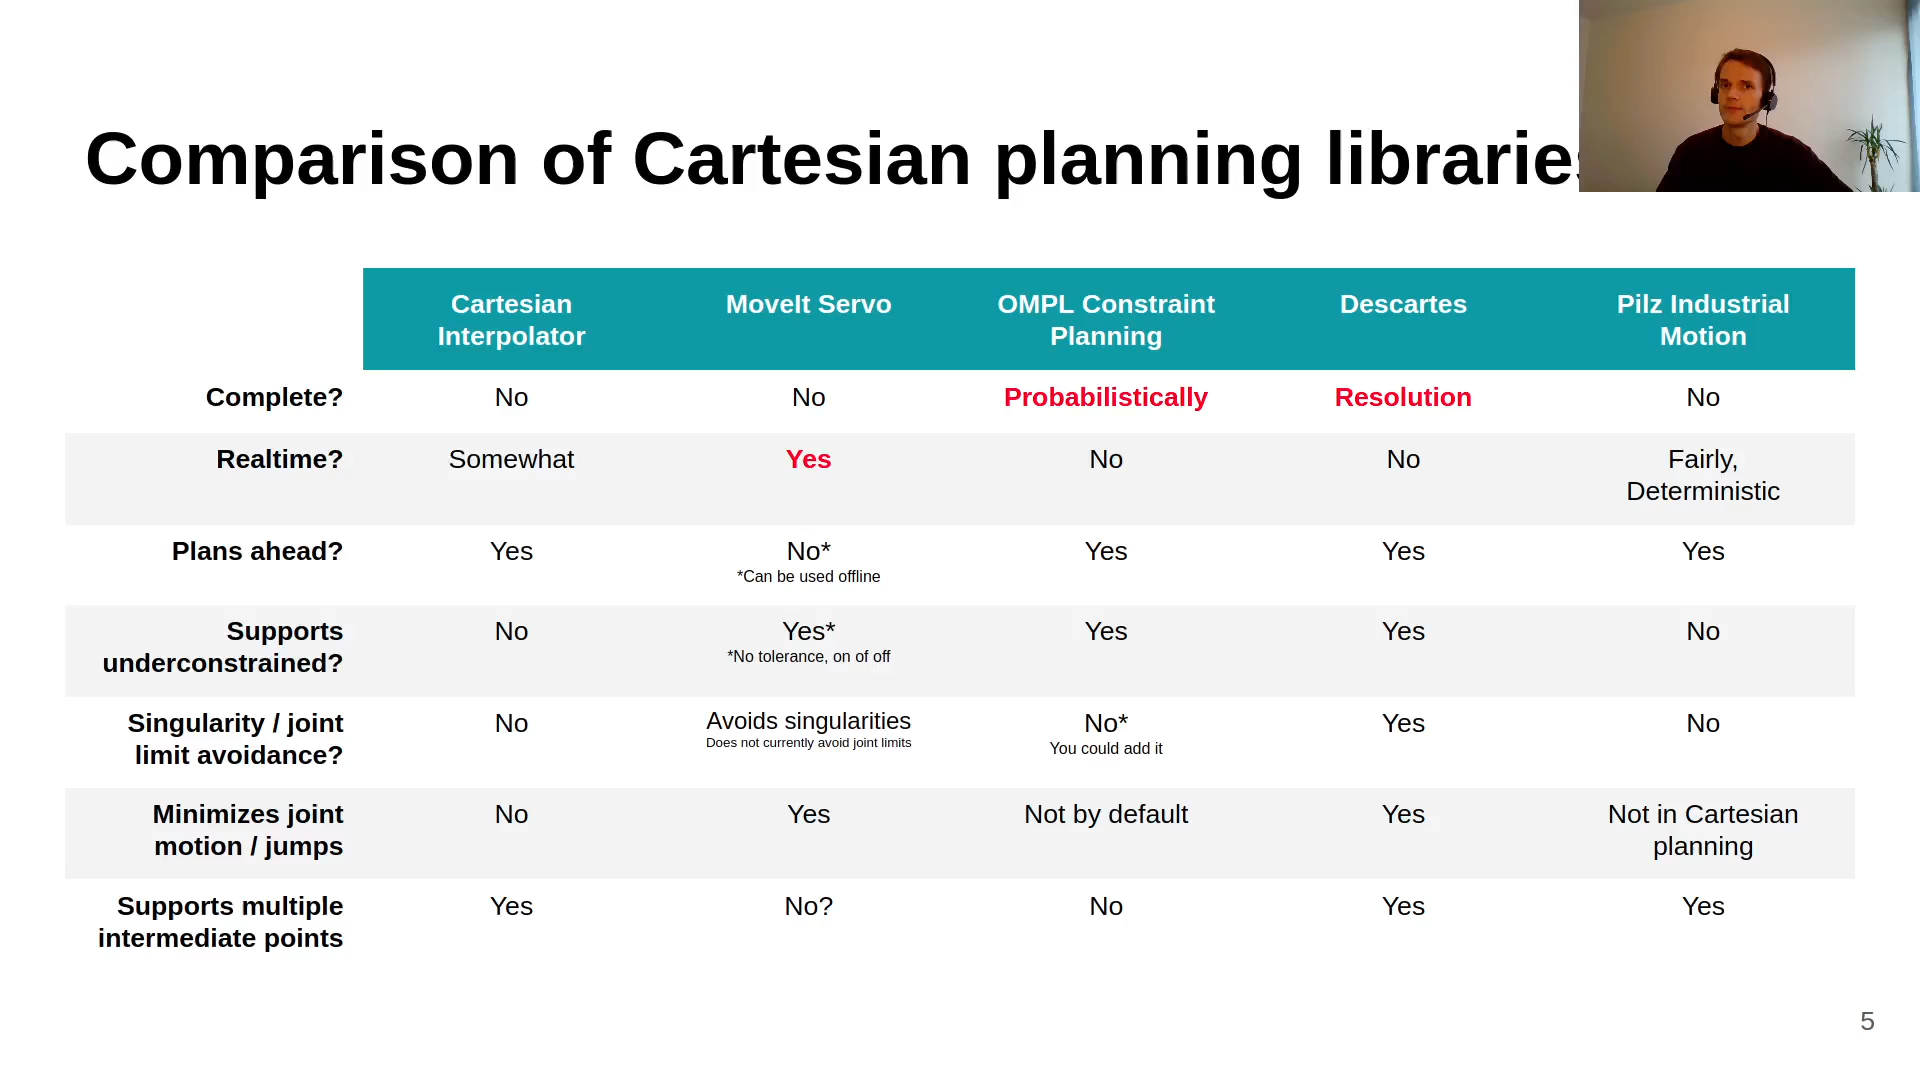 Comparison of Cartesian planning libraries
Cartesian Interpolator
MoveIt Servo
OMPL Constraint Planning
Descartes
Pilz Industrial Motion
Complete?
No
No
Probabilistically
Resolution
No
Realtime?
Somewhat
Yes
No
No
Fairly,
Deterministic
Plans ahead?
Yes
No*
*Can be used offline
Yes
Yes
Yes
Supports
underconstrained?
No
Yes*
*No tolerance, on of off
Yes
Yes
No
Singularity / joint
limit avoidance?
No
Avoids singularities
Does not currently avoid joint limits
No*
You could add it
Yes
No
Minimizes joint
motion / jumps
No
Yes
Not by default
Yes
Not in Cartesian
planning
Supports multiple
intermediate points
Yes
No?
No
Yes
Yes
5